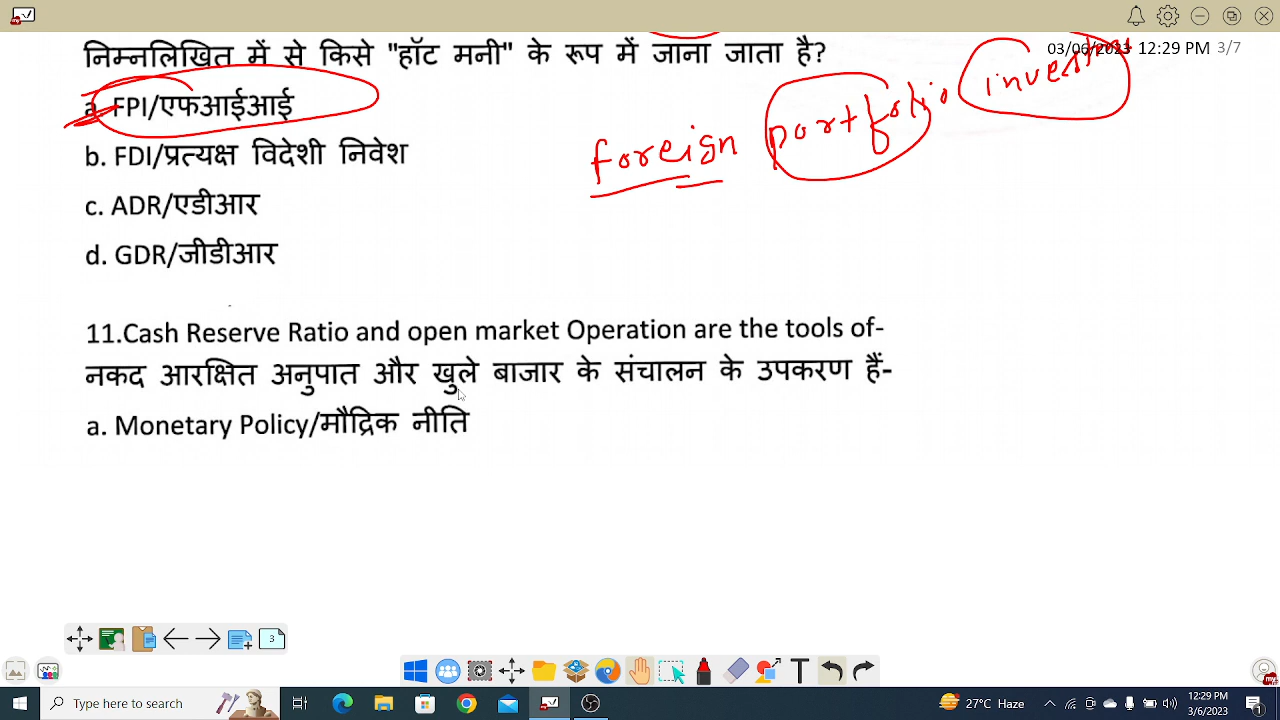 निम्नलिखित में से किसे "हॉट मनी" के रूप में जाना जाता है?
03/06/2023 12:29 PM 3/7
a. FPI/एफआईआई
foreign portfolio
b. FDI/प्रत्यक्ष विदेशी निवेश
c. ADR/एडीआर
d. GDR/जीडीआर
11.Cash Reserve Ratio and open market Operation are the tools of-
नकद आरक्षित अनुपात और खुले बाजार के संचालन के उपकरण हैं-
a. Monetary Policy/मौद्रिक नीति
3
Type here to search
27°C Haze
12:29 PM
3/6/2023